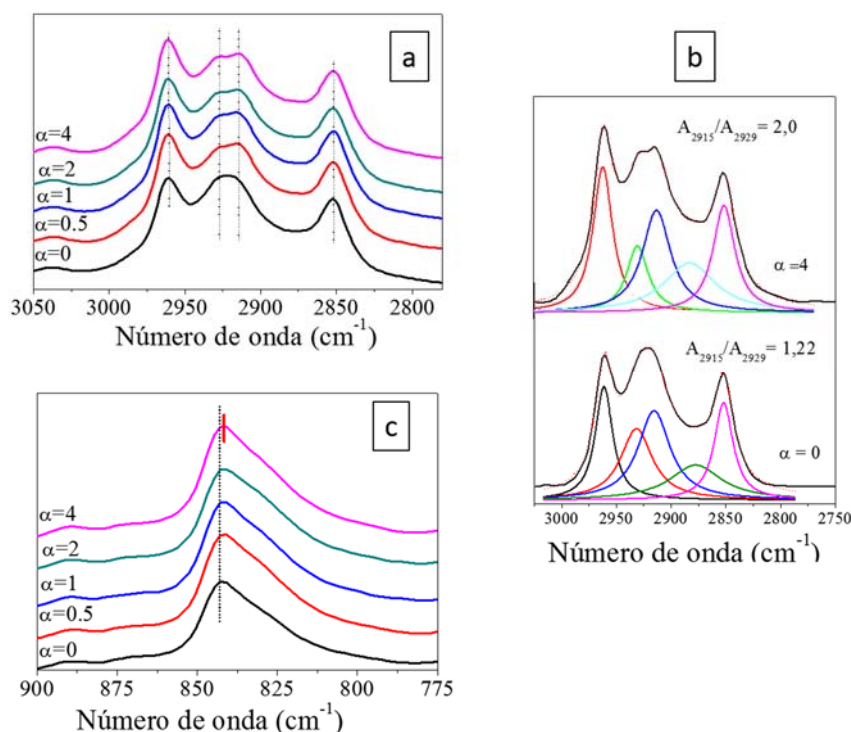 a
α=4
α=2
α=1
α=0.5
α=0
3050 3000 2950 2900 2850 2800
Número de onda (cm⁻¹)
b
A₂₉₁₅/A₂₉₂₉= 2,0
α =4
A₂₉₁₅/A₂₉₂₉= 1,22
α = 0
3000 2950 2900 2850 2800 2750
Número de onda (cm⁻¹)
c
α=4
α=2
α=1
α=0.5
α=0
900 875 850 825 800 775
Número de onda (cm⁻¹)